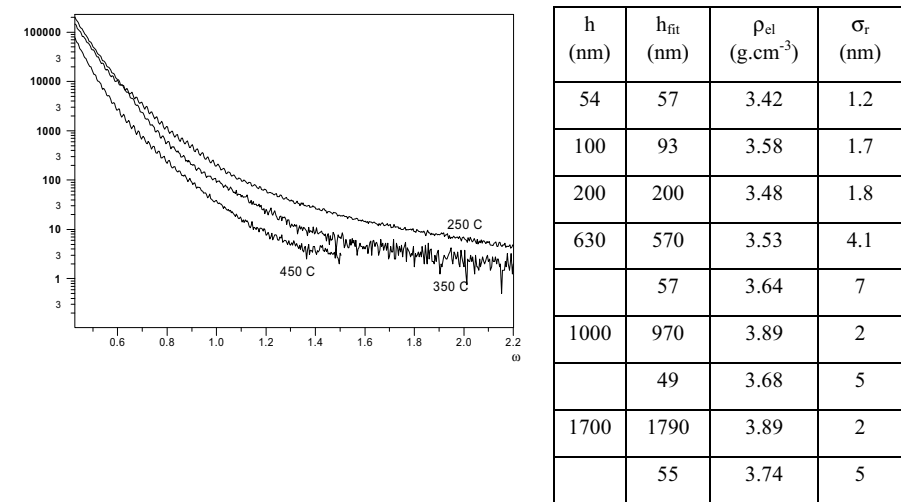 100000
3
10000
3
1000
3
100
3
10
3
1
3
250 C
450 C
350 C
0.6 0.8 1.0 1.2 1.4 1.6 1.8 2.0 2.2
ω
h (nm) h_fit (nm) ρ_el (g.cm⁻³) σ_r (nm)
54 57 3.42 1.2
100 93 3.58 1.7
200 200 3.48 1.8
630 570 3.53 4.1
57 3.64 7
1000 970 3.89 2
49 3.68 5
1700 1790 3.89 2
55 3.74 5